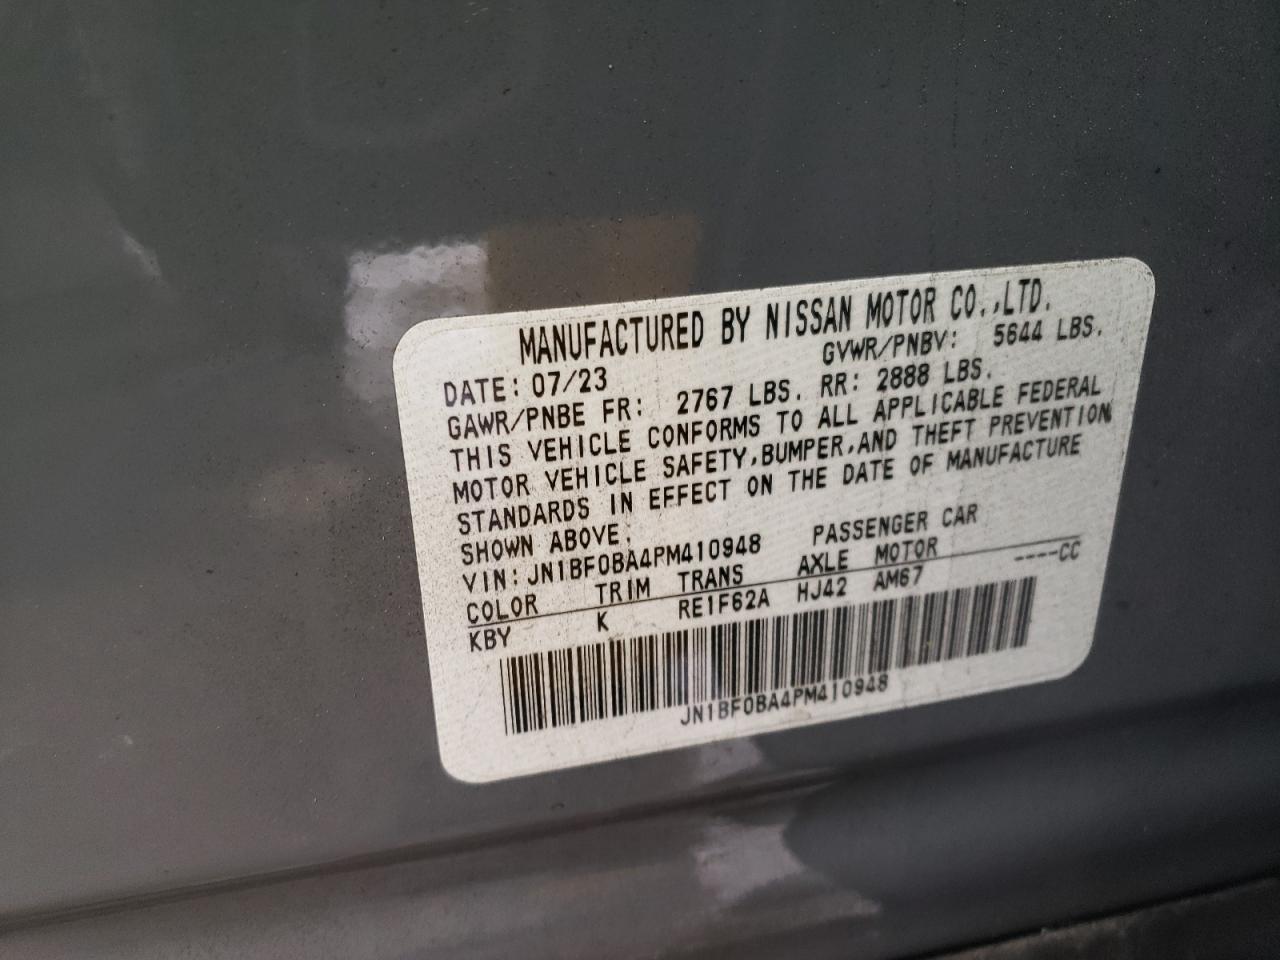 MANUFACTURED BY NISSAN MOTOR CO.,LTD.
DATE: 07/23 GVWR/PNBV: 5644 LBS.
GAWR/PNBE FR: 2767 LBS. RR: 2888 LBS.
THIS VEHICLE CONFORMS TO ALL APPLICABLE FEDERAL
MOTOR VEHICLE SAFETY,BUMPER,AND THEFT PREVENTION
STANDARDS IN EFFECT ON THE DATE OF MANUFACTURE
SHOWN ABOVE.
VIN: JN1BF0BA4PM410948 PASSENGER CAR
COLOR TRIM TRANS AXLE MOTOR ----CC
KBY K RE1F62A HJ42 AM67
JN1BF0BA4PM410948